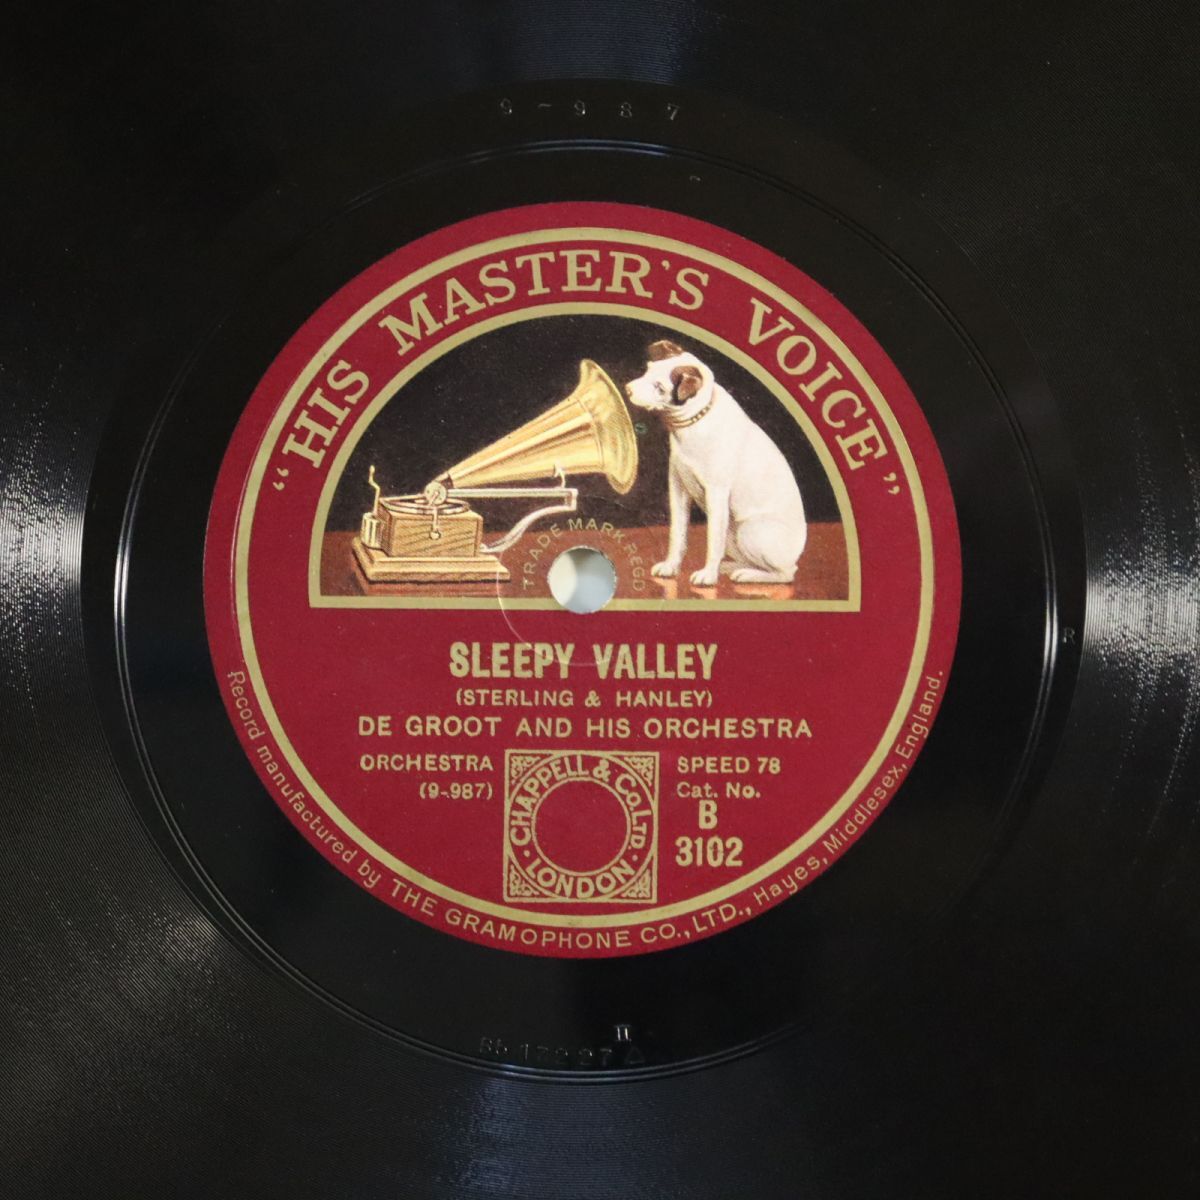 9-987
"HIS MASTER'S VOICE"
TRADE MARK REGD
SLEEPY VALLEY
(STERLING & HANLEY)
DE GROOT AND HIS ORCHESTRA
ORCHESTRA
(9-987)
CHAPPELL & Co. LTD.
· LONDON ·
SPEED 78
Cat. No.
B
3102
Record manufactured by THE GRAMOPHONE CO., LTD., Hayes, Middlesex, England.
R
II